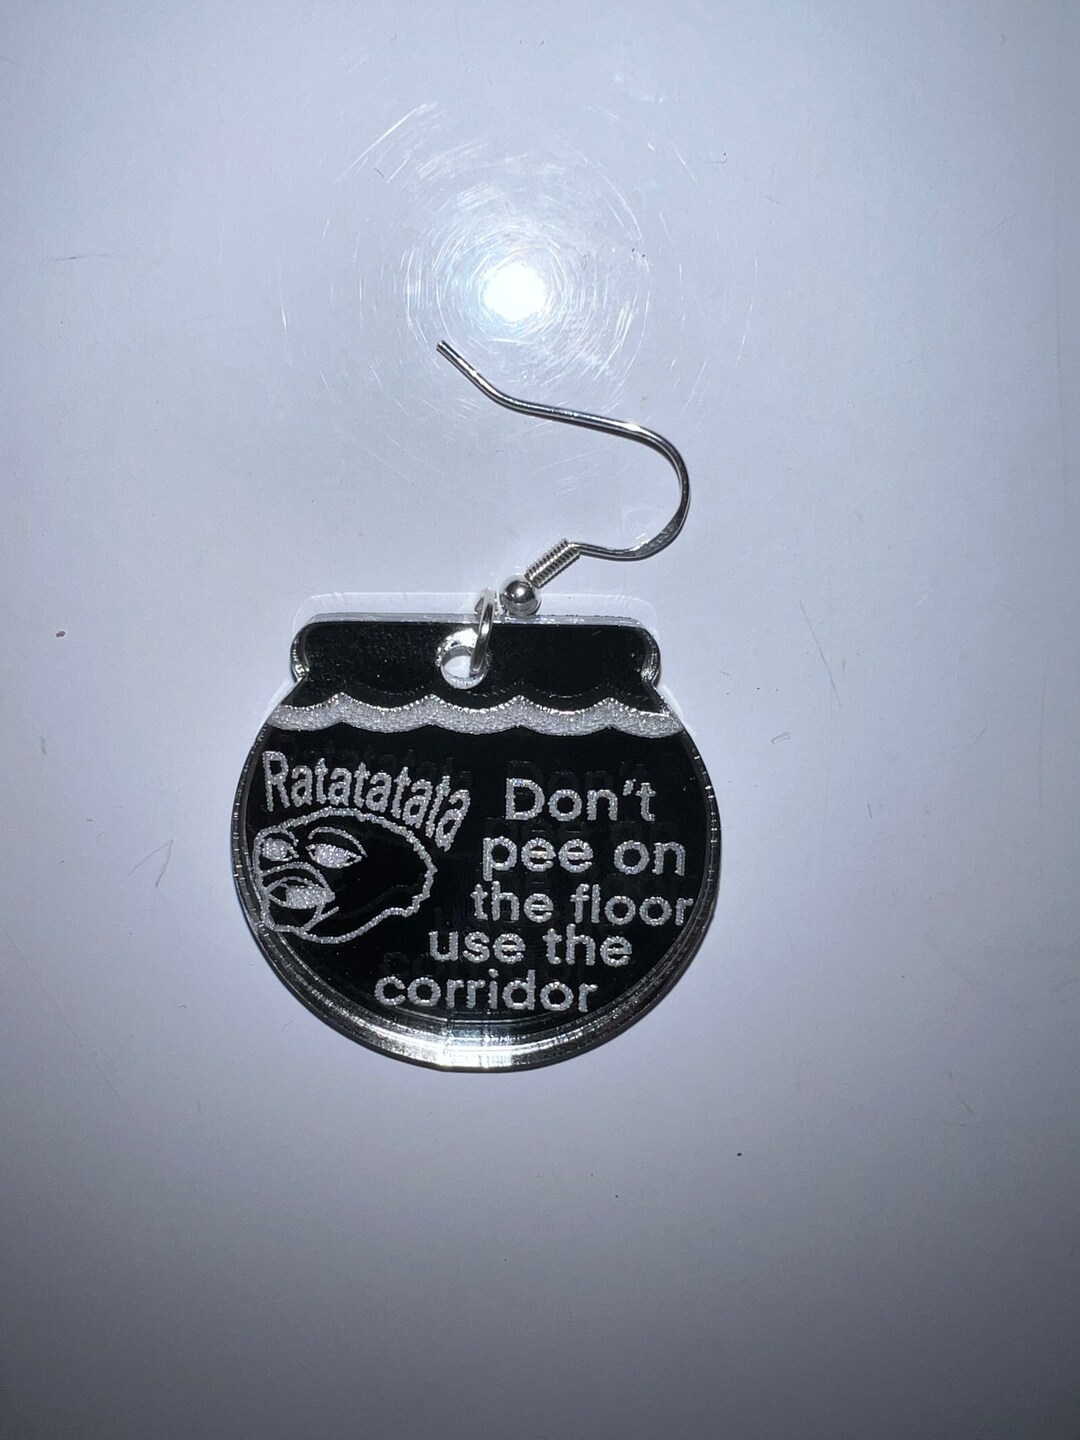 Ratatatata
Don't
pee on
the floor
use the
corridor